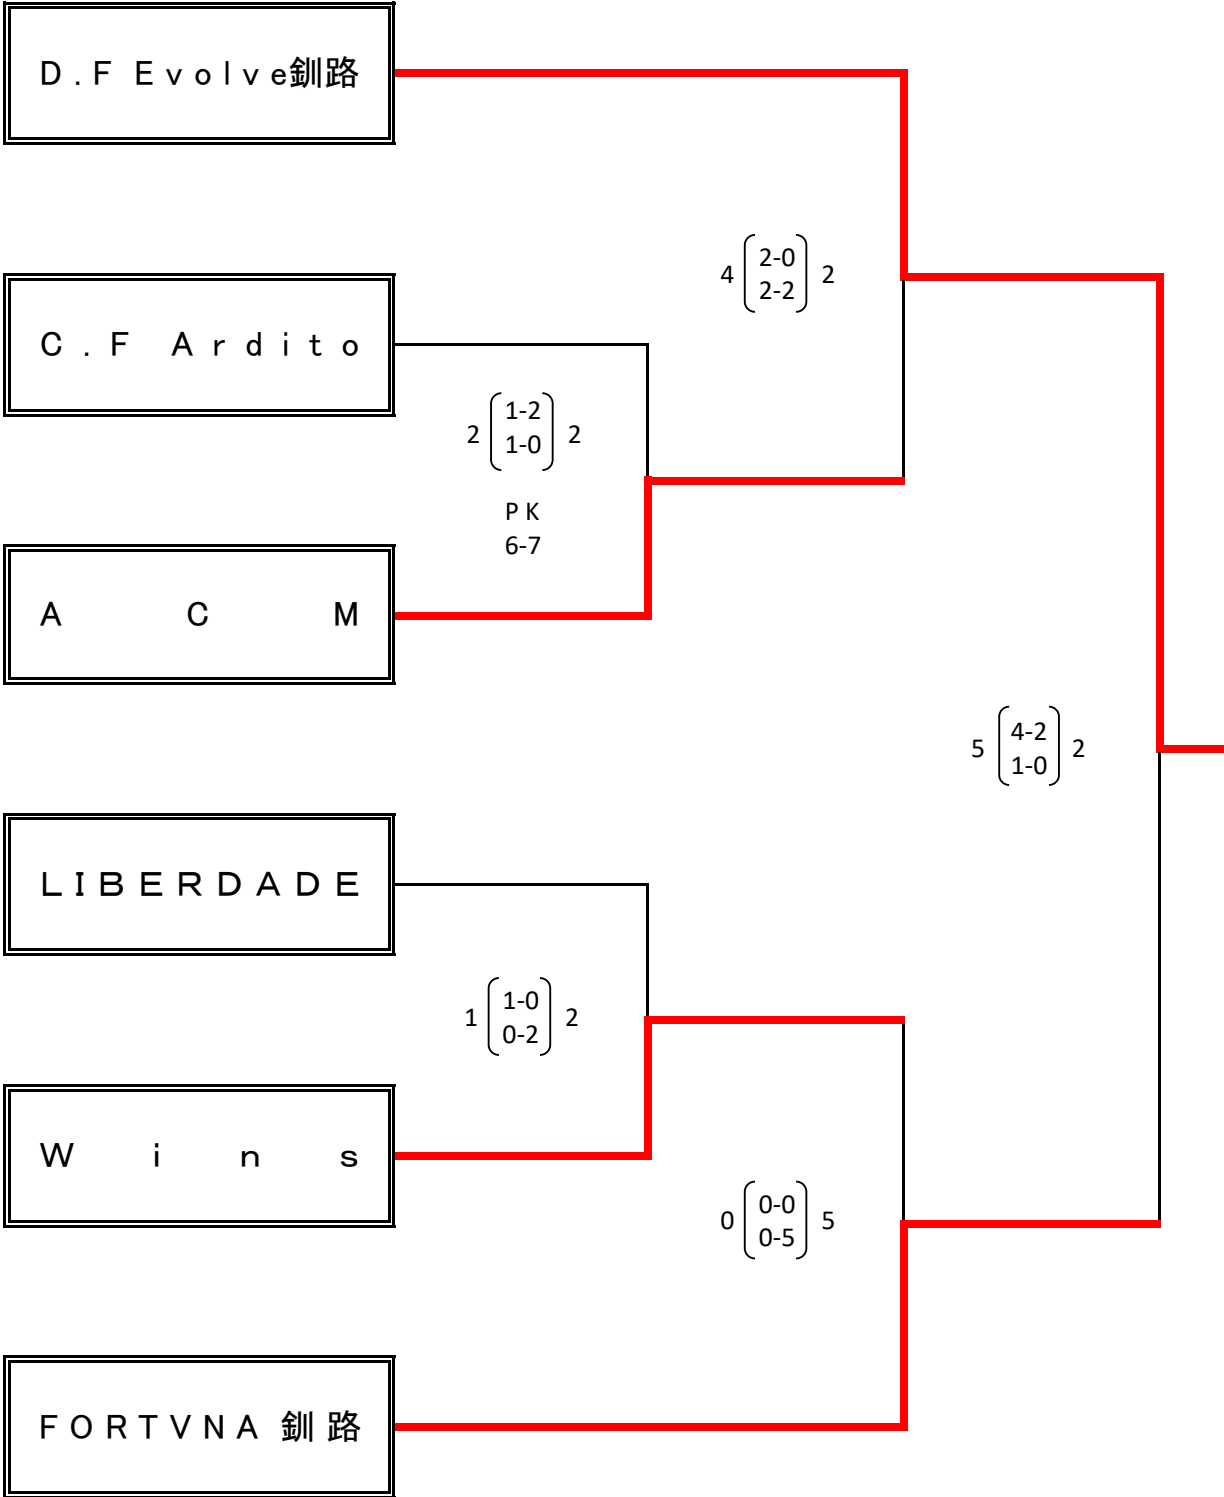 D.F Evolve釧路
4 2-0 2
2-2
C.F Ardito
2 1-2 2
1-0
PK
6-7
ACM
5 4-2 2
1-0
LIBERDADE
1 1-0 2
0-2
Wins
0 0-0 5
0-5
FORTVNA 釧路